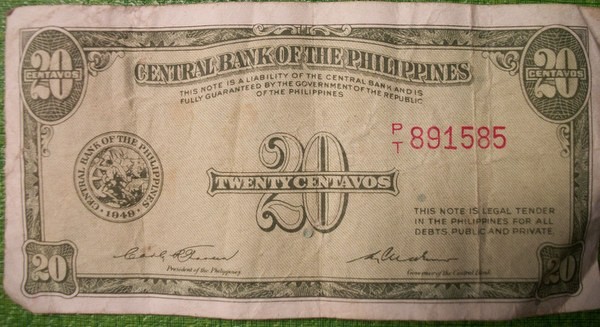 20
CENTAVOS
CENTRAL BANK OF THE PHILIPPINES
20
CENTAVOS
THIS NOTE IS A LIABILITY OF THE CENTRAL BANK AND IS
FULLY GUARANTEED BY THE GOVERNMENT OF THE REPUBLIC
OF THE PHILIPPINES
P/T 891585
CENTRAL BANK OF THE PHILIPPINES
1949
20
TWENTY CENTAVOS
THIS NOTE IS LEGAL TENDER
IN THE PHILIPPINES FOR ALL
DEBTS PUBLIC AND PRIVATE
President of the Philippines
Governor of the Central Bank
20
20